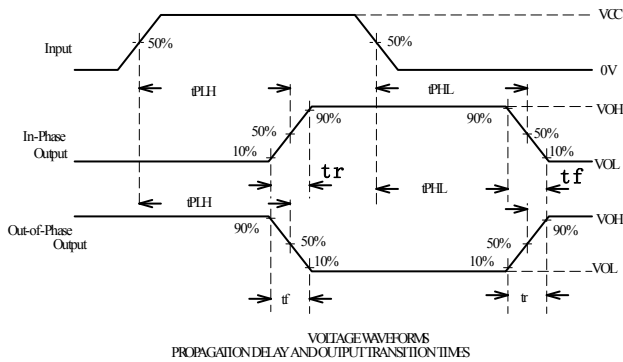 VCC
Input
50%
50%
0V
tPLH
tPHL
VOH
In-Phase
Output
50%
90%
90%
50%
10%
10%
VOL
tr
tf
tPLH
tPHL
VOH
Out-of-Phase
Output
90%
50%
50%
90%
10%
10%
VOL
tf
tr
VOLTAGE WAVEFORMS
PROPAGATION DELAY AND OUTPUT TRANSITION TIMES